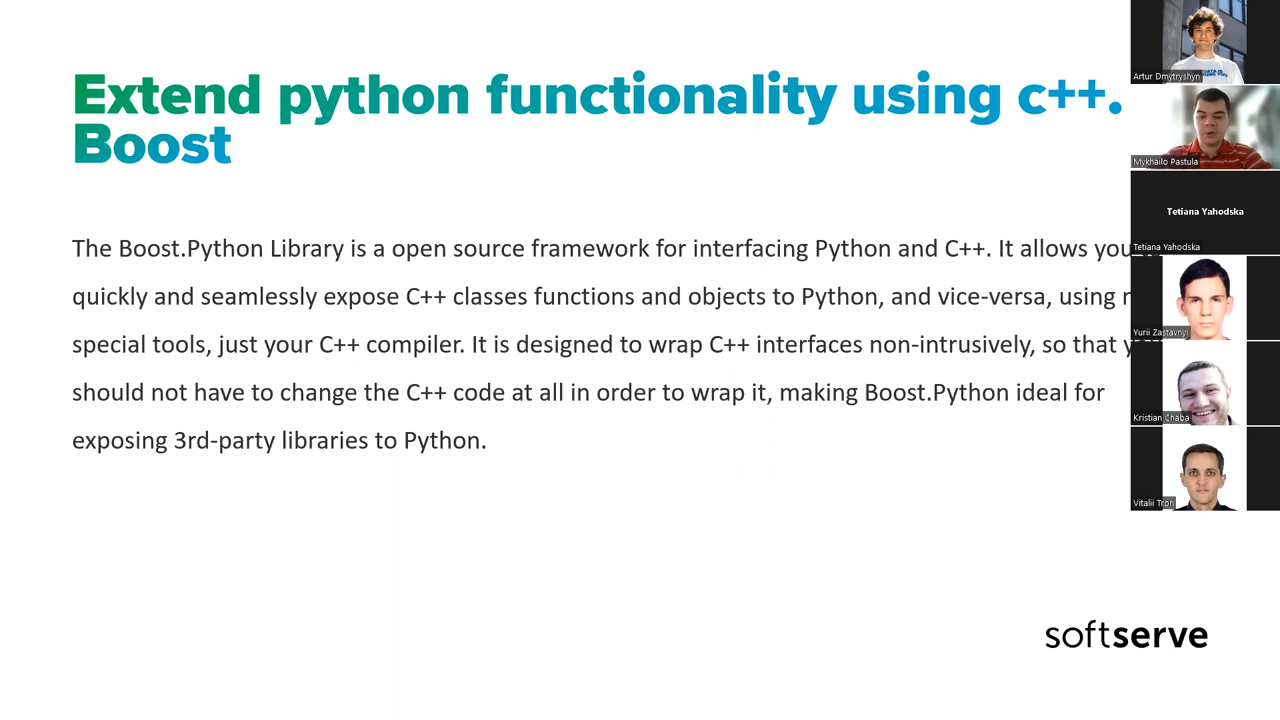 Extend python functionality using c++.
Boost
The Boost.Python Library is a open source framework for interfacing Python and C++. It allows you
quickly and seamlessly expose C++ classes functions and objects to Python, and vice-versa, using
special tools, just your C++ compiler. It is designed to wrap C++ interfaces non-intrusively, so that
should not have to change the C++ code at all in order to wrap it, making Boost.Python ideal for
exposing 3rd-party libraries to Python.
softserve
Artur Dmytryshyn
Mykhailo Pastula
Tetiana Yahodska
Tetiana Yahodska
Yurii Zastavnyi
Kristian Chaba
Vitalii Tron